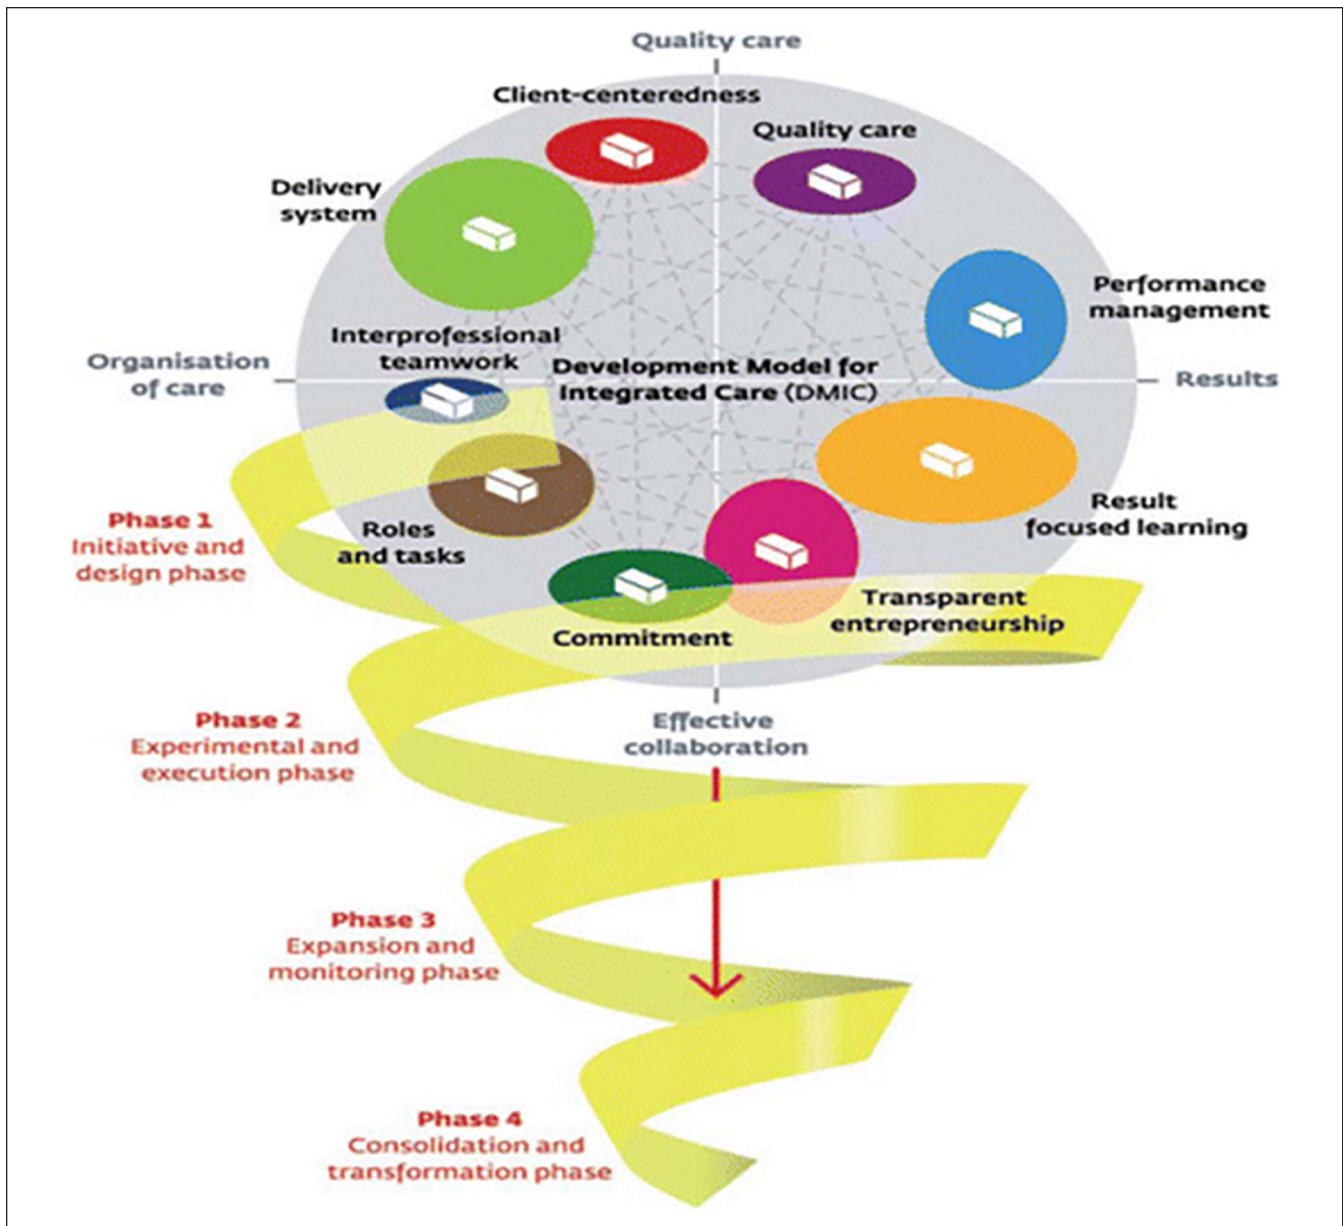 Quality care
Client-centeredness
Quality care
Delivery
system
Performance
management
Interprofessional
teamwork
Organisation
of care
Development Model for
Integrated Care (DMIC)
Results
Result
focused learning
Phase 1
Initiative and
design phase
Roles
and tasks
Transparent
entrepreneurship
Commitment
Phase 2
Experimental and
execution phase
Effective
collaboration
Phase 3
Expansion and
monitoring phase
Phase 4
Consolidation and
transformation phase